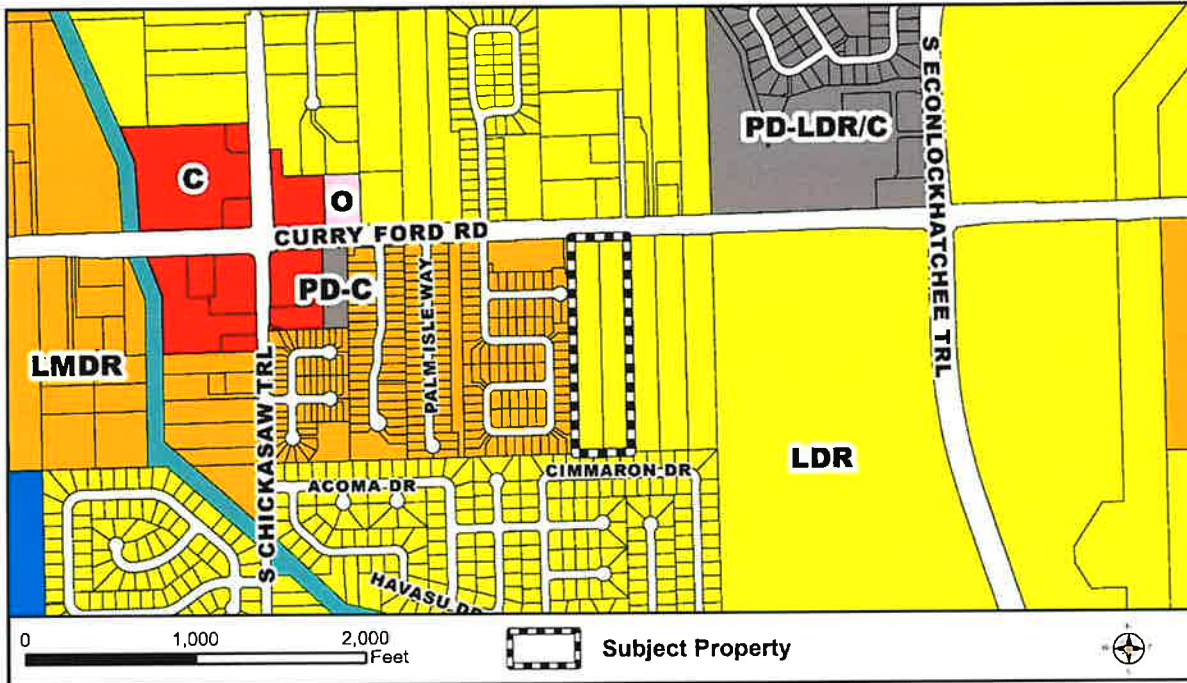 PD-LDR/C
S ECONLOCKHATCHEE TRL
C
O
CURRY FORD RD
PD-C
PALM ISLE WAY
LMDR
S CHICKASAW TRL
LDR
CIMMARON DR
ACOMA DR
HAVASU DR
0 1,000 2,000
Feet
Subject Property